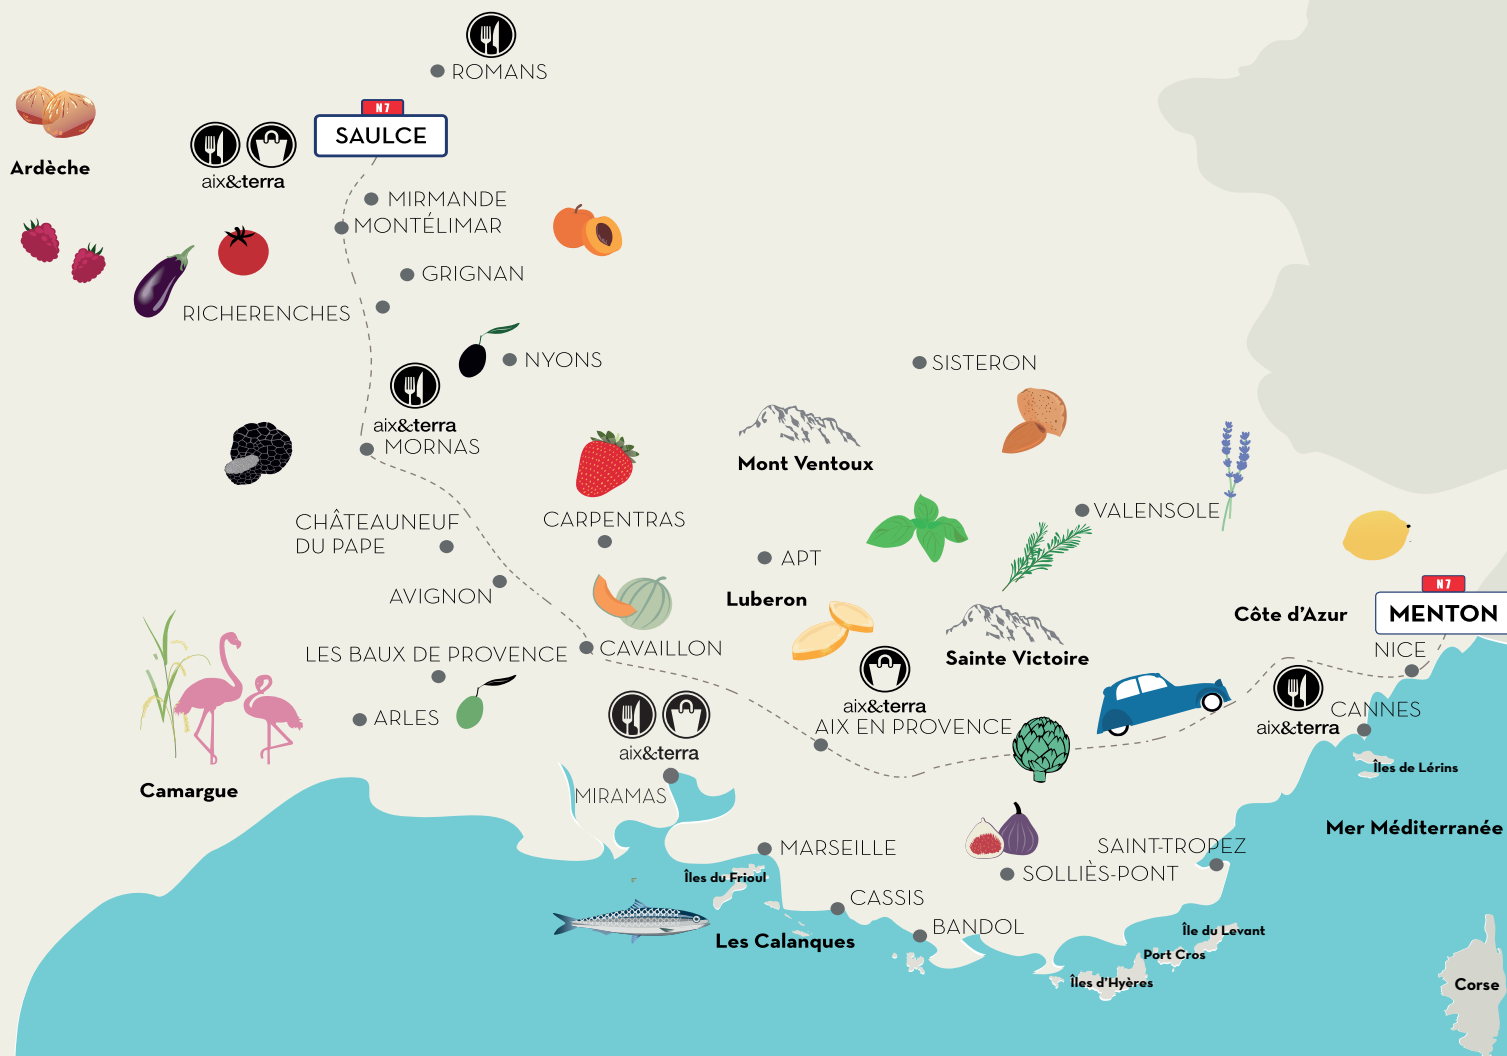 ROMANS
N7
SAULCE
Ardèche
aix&terra
MIRMANDE
MONTÉLIMAR
GRIGNAN
RICHERENCHES
NYONS
SISTERON
aix&terra
MORNAS
Mont Ventoux
CHÂTEAUNEUF
DU PAPE
CARPENTRAS
VALENSOLE
APT
AVIGNON
Luberon
N7
MENTON
Côte d'Azur
CAVAILLON
LES BAUX DE PROVENCE
Sainte Victoire
NICE
aix&terra
AIX EN PROVENCE
ARLES
aix&terra
aix&terra
CANNES
Îles de Lérins
Camargue
MIRAMAS
Mer Méditerranée
MARSEILLE
SAINT-TROPEZ
Îles du Frioul
SOLLIÈS-PONT
CASSIS
BANDOL
Les Calanques
Île du Levant
Port Cros
Îles d'Hyères
Corse